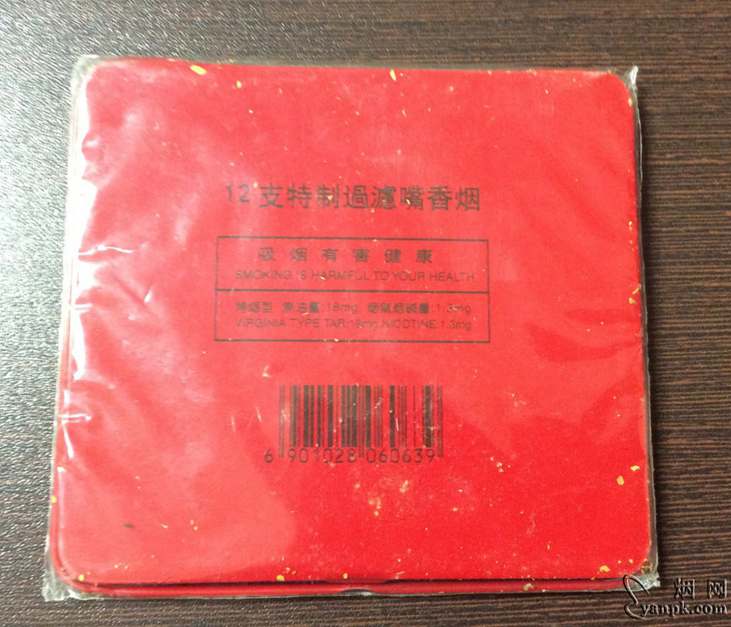 12支特制過濾嘴香烟
吸烟有害健康
SMOKING IS HARMFUL TO YOUR HEALTH
烤烟型 焦油量:18mg 烟氣烟碱量:1.3mg
VIRGINIA TYPE TAR:18mg NICOTINE:1.3mg
6 901028 060639
烟网
yanpk.com